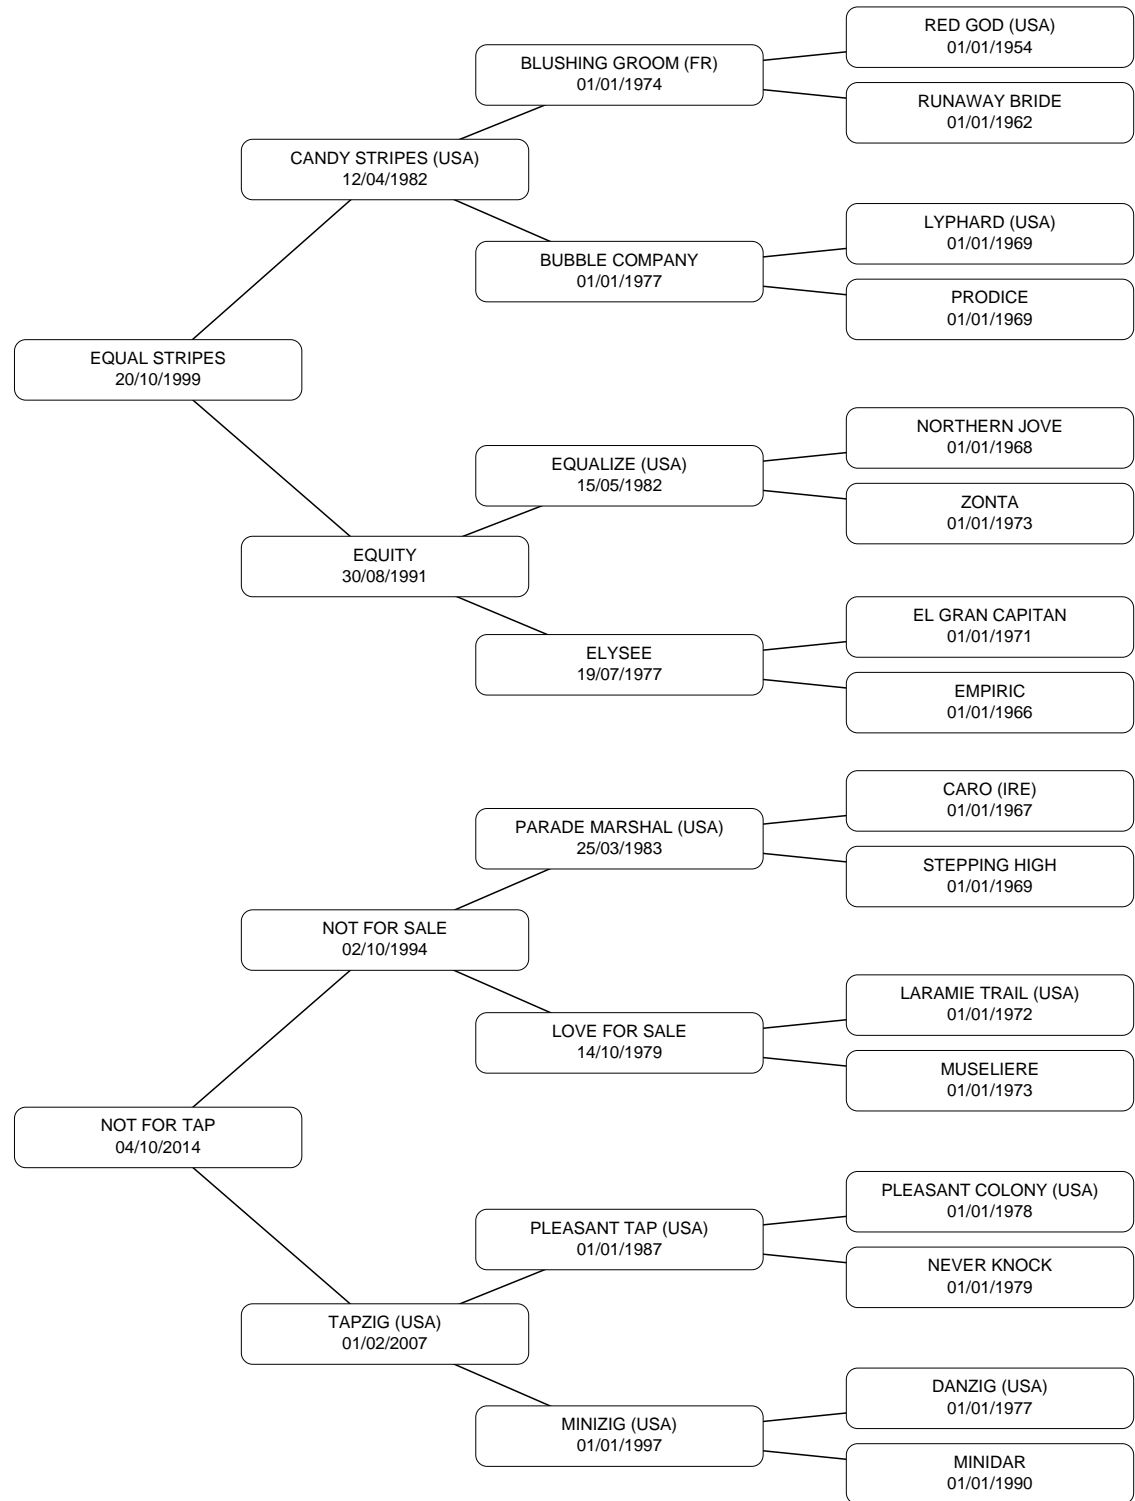 RED GOD (USA)
01/01/1954
BLUSHING GROOM (FR)
01/01/1974
RUNAWAY BRIDE
01/01/1962
CANDY STRIPES (USA)
12/04/1982
LYPHARD (USA)
01/01/1969
BUBBLE COMPANY
01/01/1977
PRODICE
01/01/1969
EQUAL STRIPES
20/10/1999
NORTHERN JOVE
01/01/1968
EQUALIZE (USA)
15/05/1982
ZONTA
01/01/1973
EQUITY
30/08/1991
EL GRAN CAPITAN
01/01/1971
ELYSEE
19/07/1977
EMPIRIC
01/01/1966
CARO (IRE)
01/01/1967
PARADE MARSHAL (USA)
25/03/1983
STEPPING HIGH
01/01/1969
NOT FOR SALE
02/10/1994
LARAMIE TRAIL (USA)
01/01/1972
LOVE FOR SALE
14/10/1979
MUSELIERE
01/01/1973
NOT FOR TAP
04/10/2014
PLEASANT COLONY (USA)
01/01/1978
PLEASANT TAP (USA)
01/01/1987
NEVER KNOCK
01/01/1979
TAPZIG (USA)
01/02/2007
DANZIG (USA)
01/01/1977
MINIZIG (USA)
01/01/1997
MINIDAR
01/01/1990